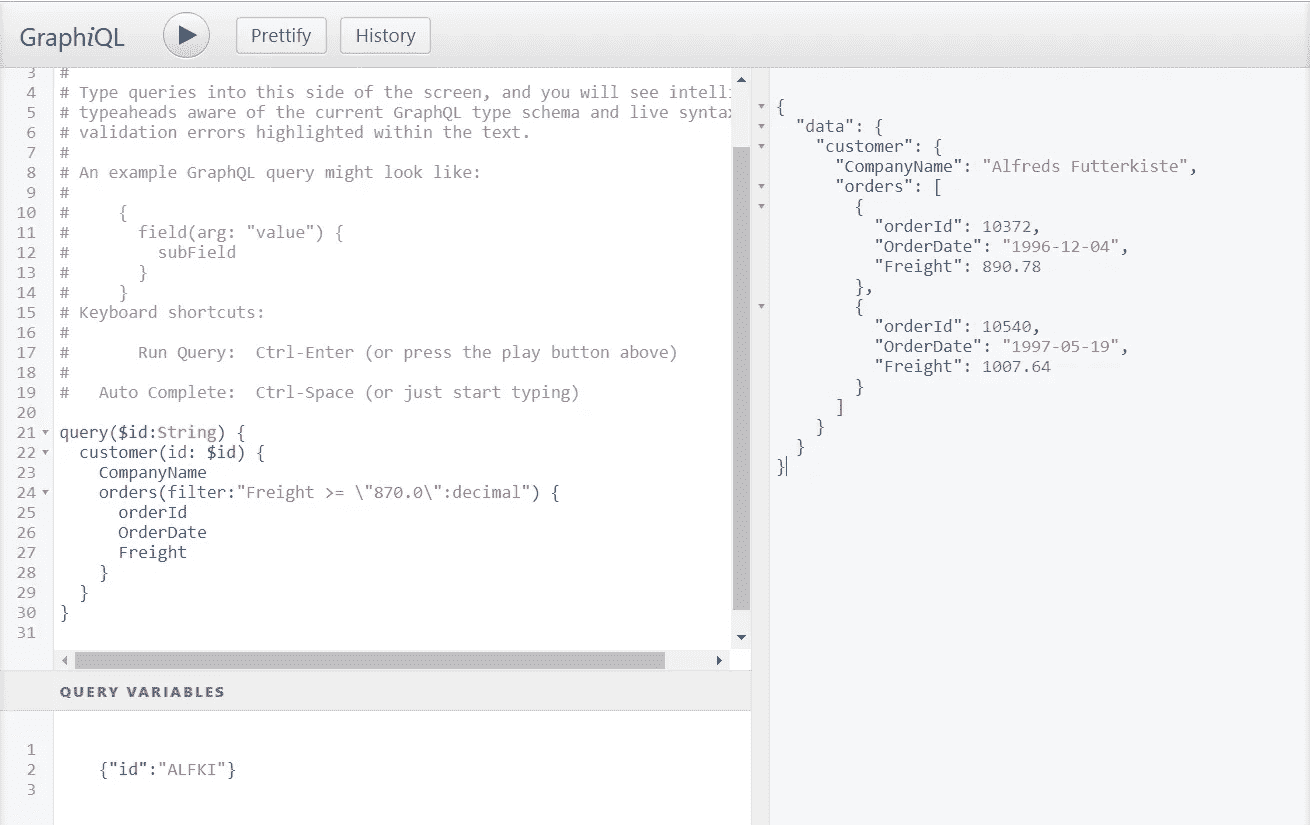 GraphiQL Prettify History
3 #
4 # Type queries into this side of the screen, and you will see intelli
5 # typeaheads aware of the current GraphQL type schema and live syntax
6 # validation errors highlighted within the text.
7 #
8 # An example GraphQL query might look like:
9 #
10 #     {
11 #       field(arg: "value") {
12 #         subField
13 #       }
14 #     }
15 # Keyboard shortcuts:
16 #
17 #       Run Query:  Ctrl-Enter (or press the play button above)
18 #
19 #   Auto Complete:  Ctrl-Space (or just start typing)
20
21 query($id:String) {
22   customer(id: $id) {
23     CompanyName
24     orders(filter:"Freight >= \"870.0\":decimal") {
25       orderId
26       OrderDate
27       Freight
28     }
29   }
30 }
31
QUERY VARIABLES
1
2     {"id":"ALFKI"}
3
{
  "data": {
    "customer": {
      "CompanyName": "Alfreds Futterkiste",
      "orders": [
        {
          "orderId": 10372,
          "OrderDate": "1996-12-04",
          "Freight": 890.78
        },
        {
          "orderId": 10540,
          "OrderDate": "1997-05-19",
          "Freight": 1007.64
        }
      ]
    }
  }
}